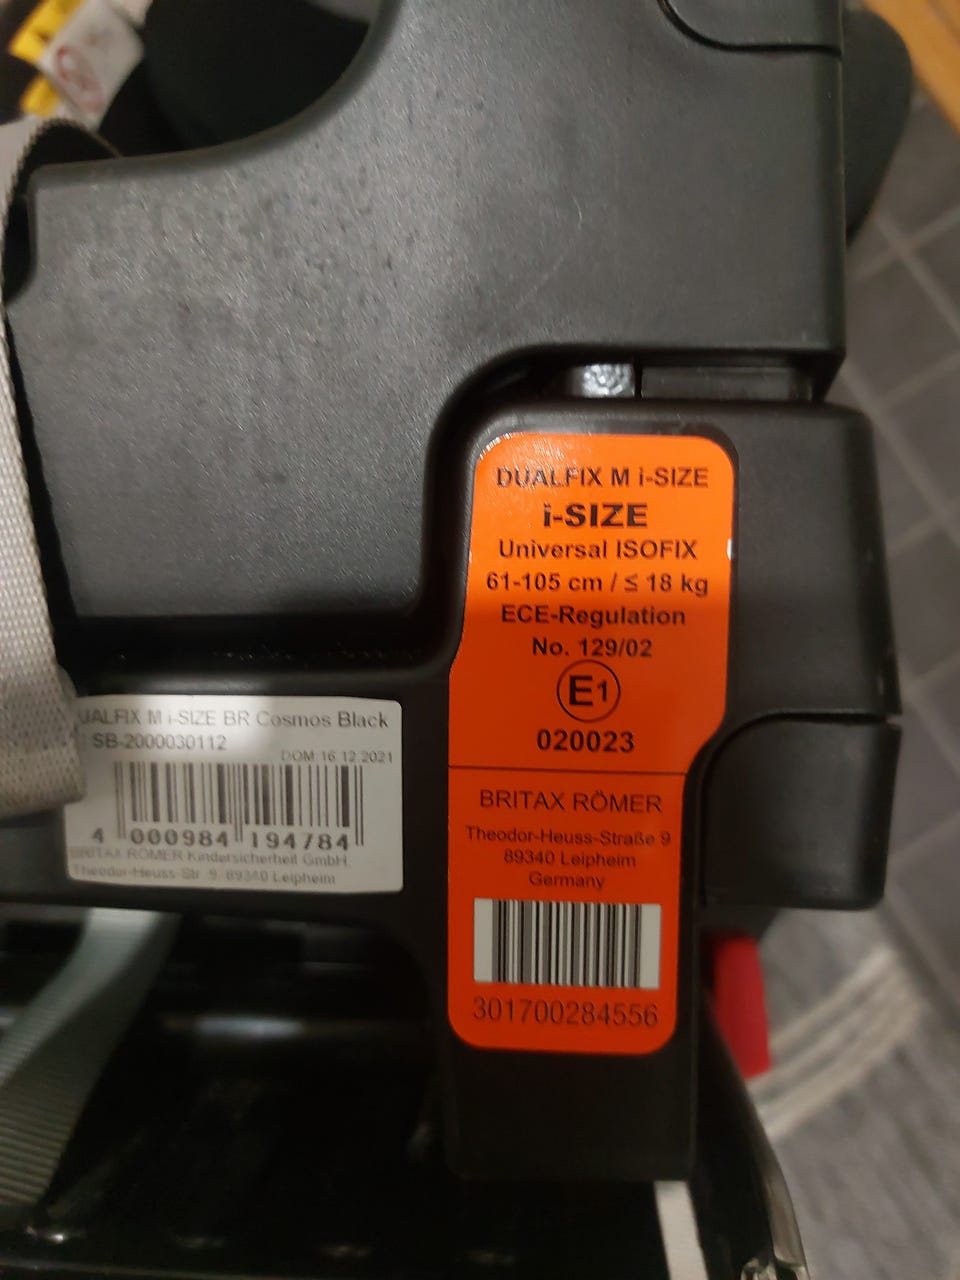 DUALFIX M i-SIZE
i-SIZE
Universal ISOFIX
61-105 cm / ≤ 18 kg
ECE-Regulation
No. 129/02
E1
020023
BRITAX RÖMER
Theodor-Heuss-Straße 9
89340 Leipheim
Germany
301700284556
UALFIX M i-SIZE BR Cosmos Black
SB-2000030112
DOM 16.12.2021
4 000984 194784
BRITAX RÖMER Kindersicherheit GmbH.
Theodor-Heuss-Str. 9, 89340 Leipheim